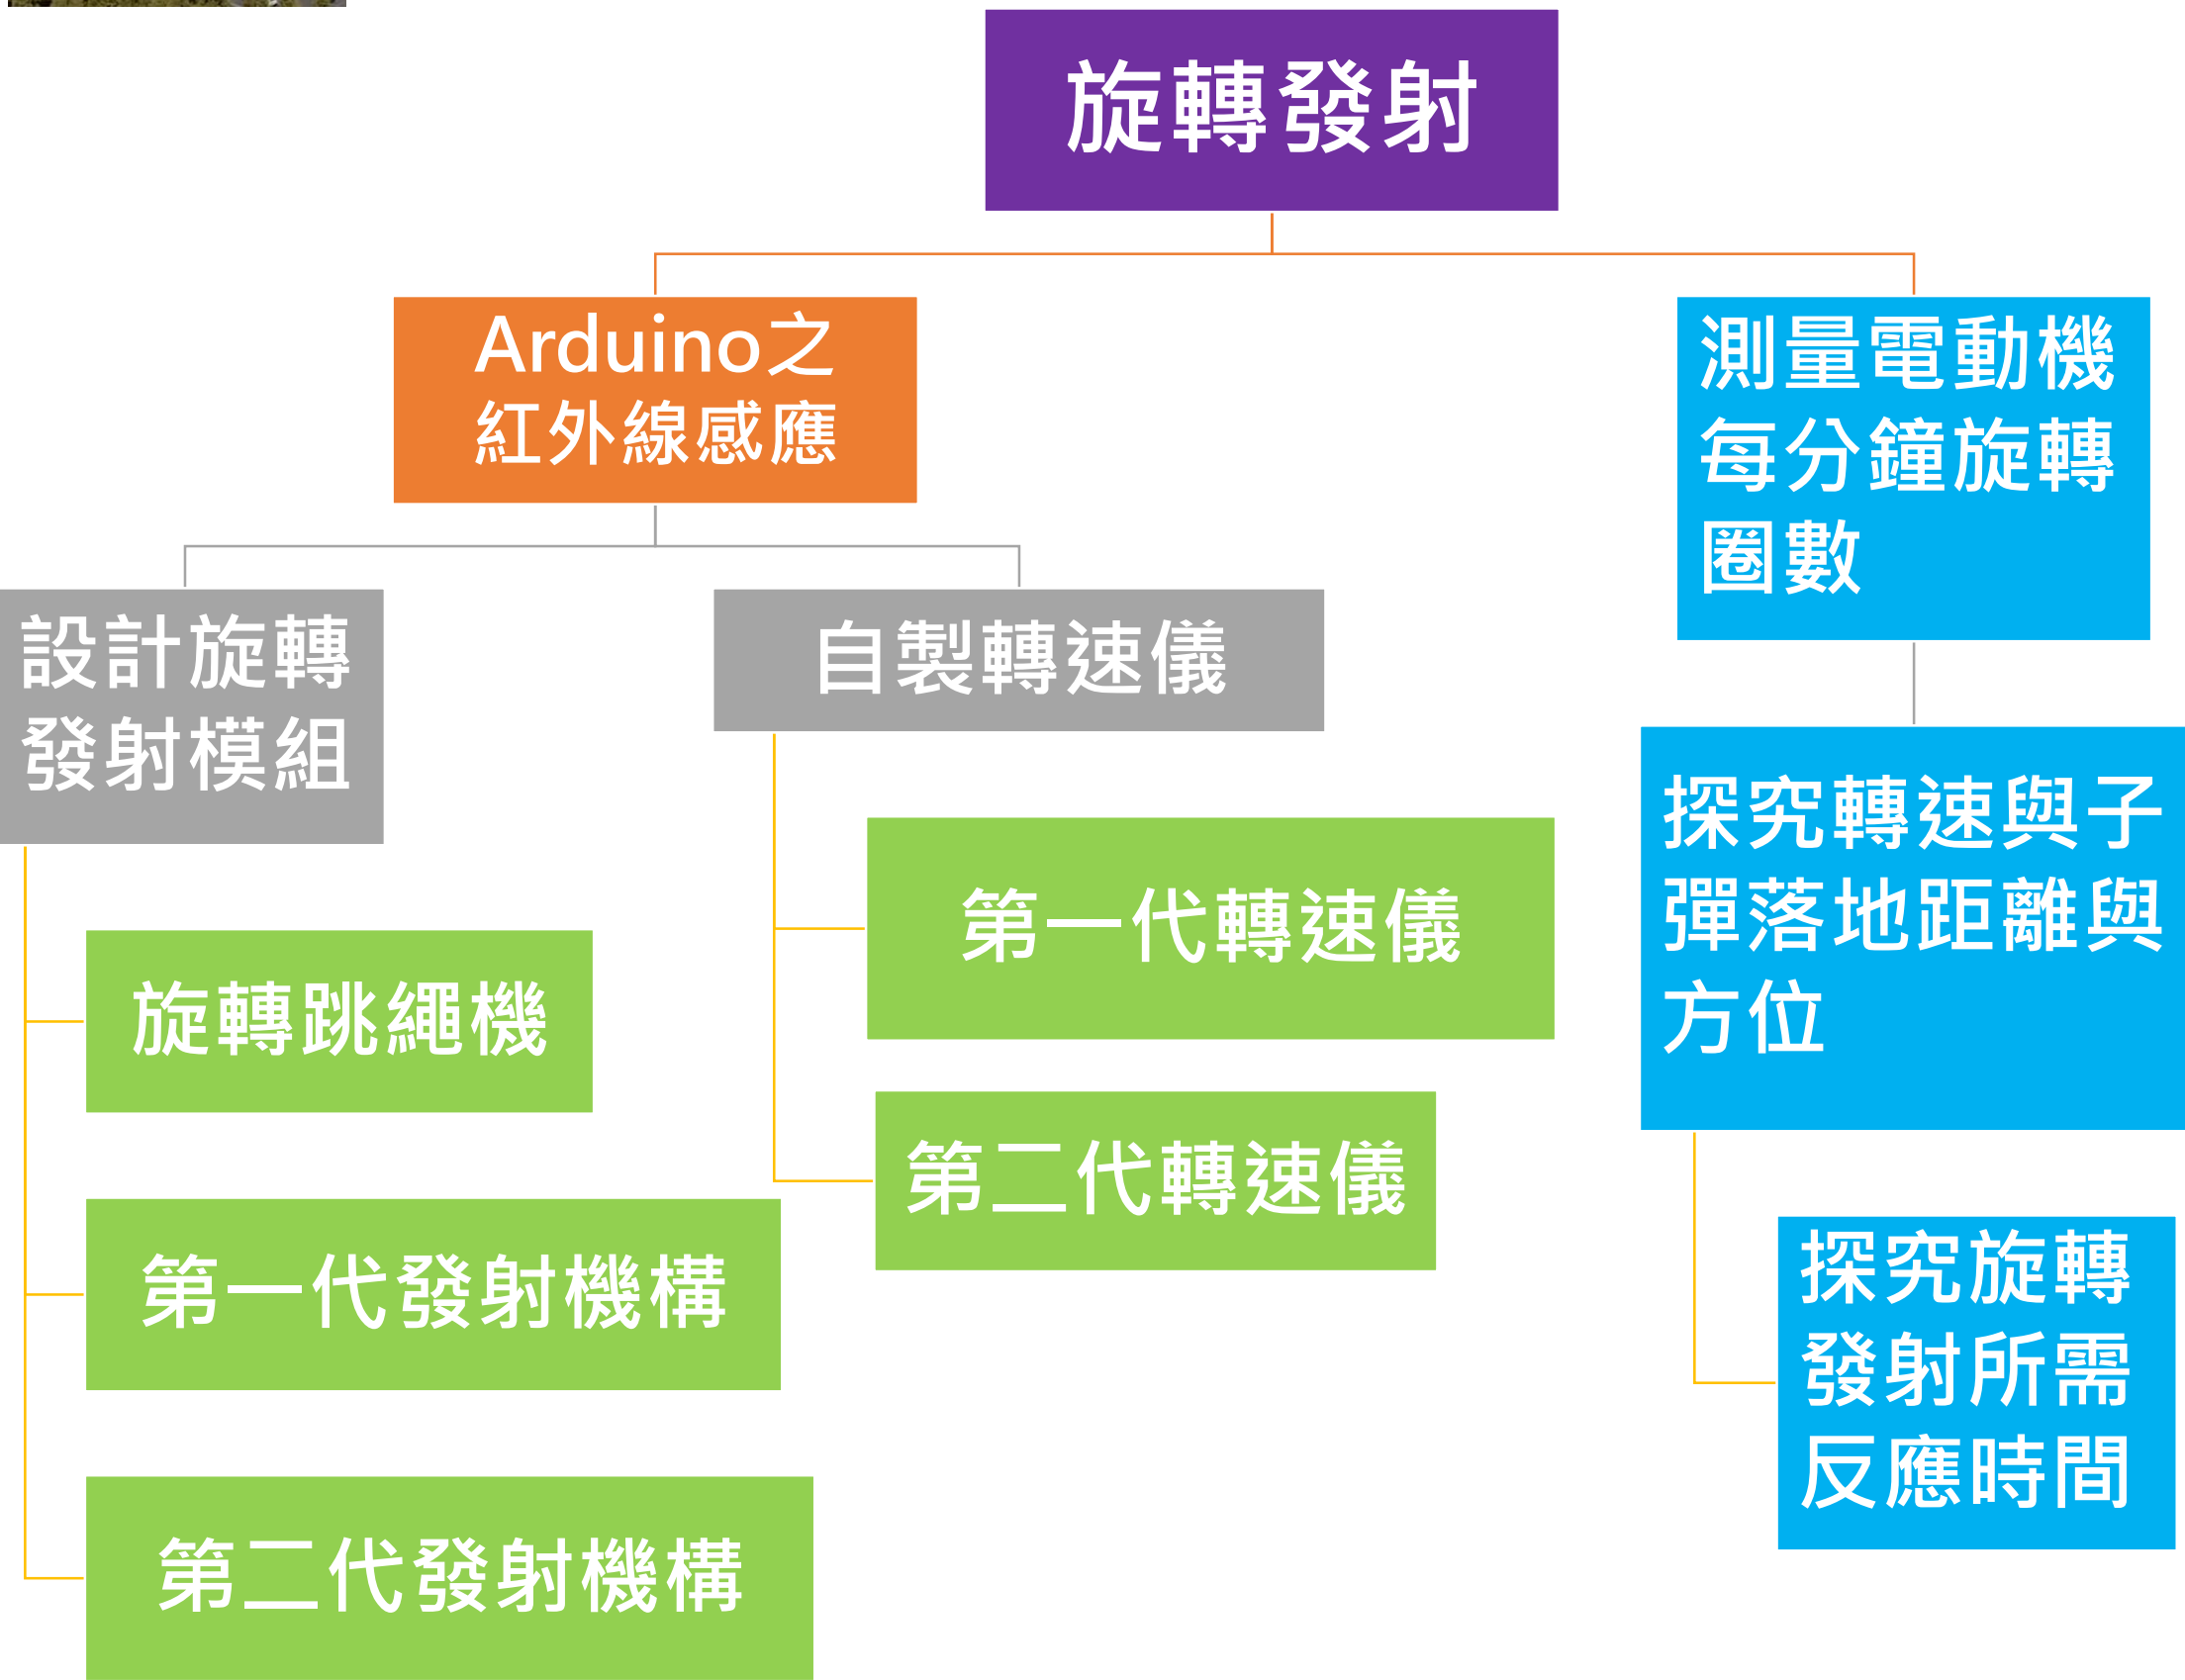 旋轉發射
Arduino之
紅外線感應
測量電動機
每分鐘旋轉
圈數
設計旋轉
發射模組
自製轉速儀
探究轉速與子
彈落地距離與
方位
第一代轉速儀
旋轉跳繩機
第二代轉速儀
第一代發射機構
探究旋轉
發射所需
反應時間
第二代發射機構